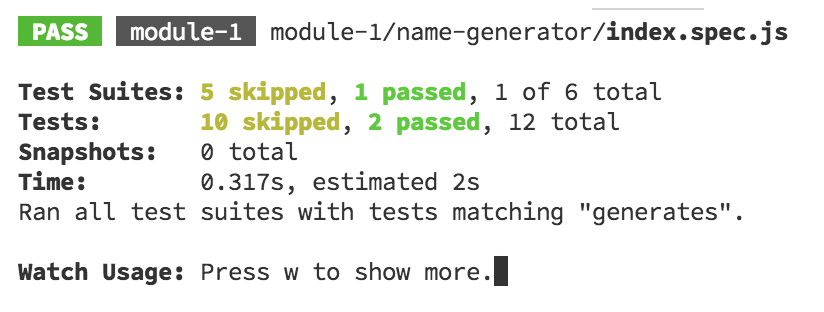 PASS module-1 module-1/name-generator/index.spec.js
Test Suites: 5 skipped, 1 passed, 1 of 6 total
Tests: 10 skipped, 2 passed, 12 total
Snapshots: 0 total
Time: 0.317s, estimated 2s
Ran all test suites with tests matching "generates".
Watch Usage: Press w to show more.